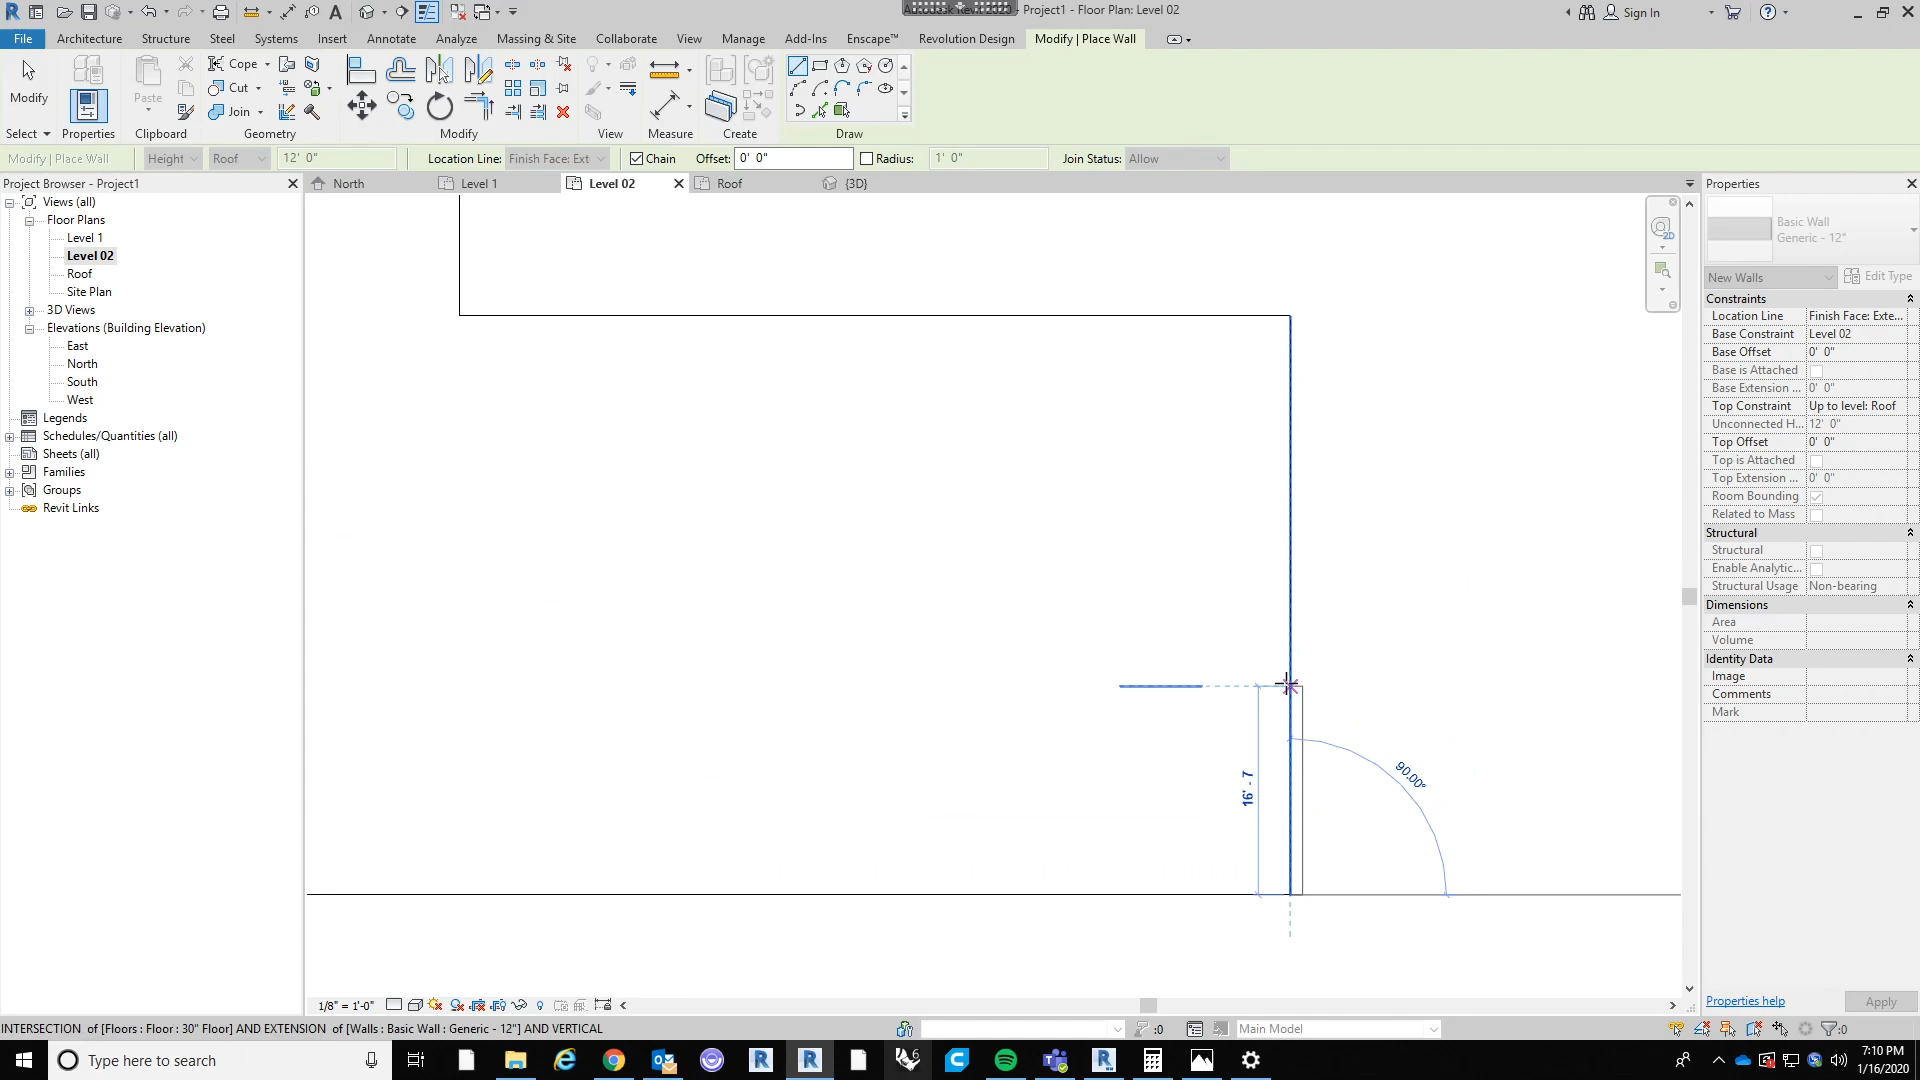 Project1 - Floor Plan: Level 02
Sign In
File
Architecture
Structure
Steel
Systems
Insert
Annotate
Analyze
Massing & Site
Collaborate
View
Manage
Add-Ins
Enscape™
Revolution Design
Modify | Place Wall
Modify
Select
Properties
Paste
Clipboard
Cope
Cut
Join
Geometry
Modify
View
Measure
Create
Draw
Modify | Place Wall
Height
Roof
12' 0"
Location Line:
Finish Face: Ext
Chain
Offset:
0' 0"
Radius:
1' 0"
Join Status:
Allow
Project Browser - Project1
North
Level 1
Level 02
Roof
{3D}
Views (all)
Floor Plans
Level 1
Level 02
Roof
Site Plan
3D Views
Elevations (Building Elevation)
East
North
South
West
Legends
Schedules/Quantities (all)
Sheets (all)
Families
Groups
Revit Links
2D
16' - 7
90.00°
Properties
Basic Wall
Generic - 12"
New Walls
Edit Type
Constraints
Location Line Finish Face: Exte...
Base Constraint Level 02
Base Offset 0' 0"
Base is Attached
Base Extension ... 0' 0"
Top Constraint Up to level: Roof
Unconnected H... 12' 0"
Top Offset 0' 0"
Top is Attached
Top Extension ... 0' 0"
Room Bounding
Related to Mass
Structural
Structural
Enable Analytic...
Structural Usage Non-bearing
Dimensions
Area
Volume
Identity Data
Image
Comments
Mark
Properties help
Apply
1/8" = 1'-0"
INTERSECTION of [Floors : Floor : 30" Floor] AND EXTENSION of [Walls : Basic Wall : Generic - 12"] AND VERTICAL
:0
Main Model
:0
Type here to search
7:10 PM
1/16/2020